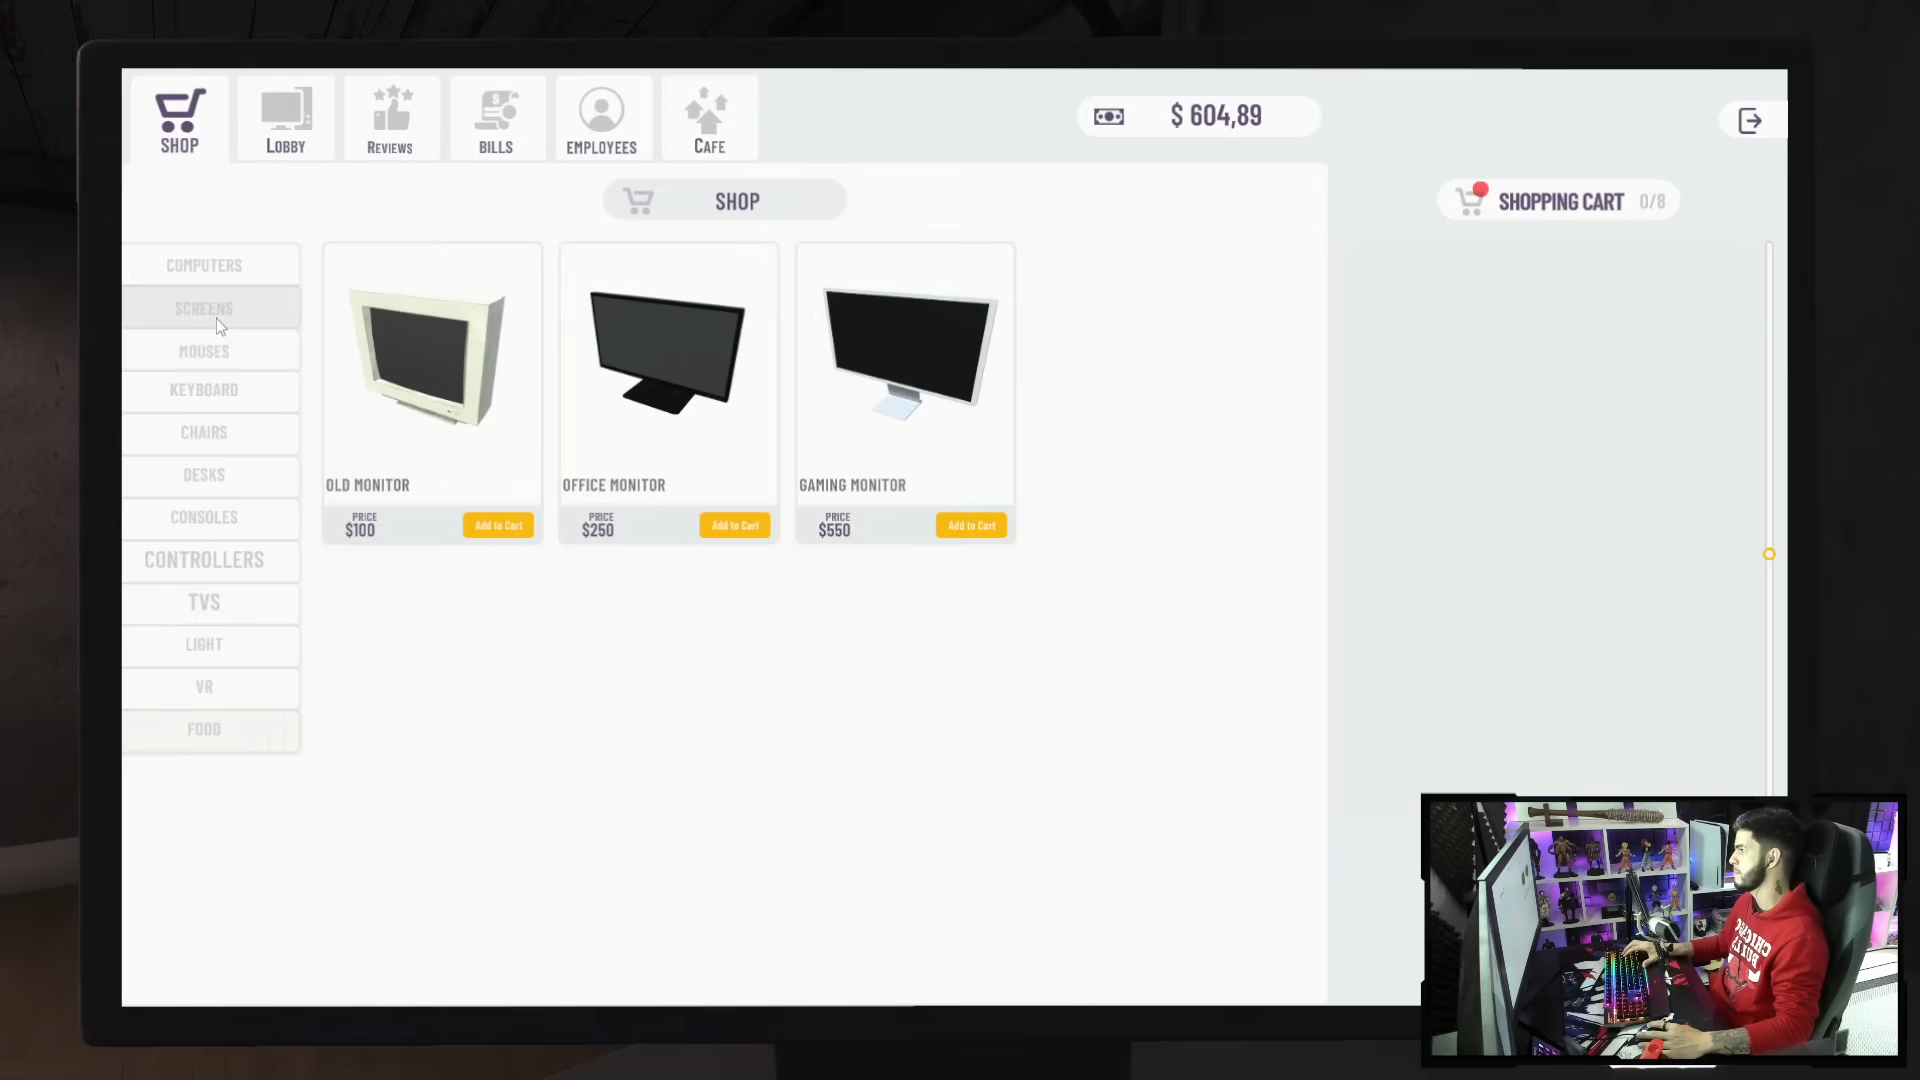 SHOP
LOBBY
REVIEWS
BILLS
EMPLOYEES
CAFE
$ 604,89
SHOP
SHOPPING CART 0/8
COMPUTERS
SCREENS
MOUSES
KEYBOARD
CHAIRS
DESKS
CONSOLES
CONTROLLERS
TVS
LIGHT
VR
FOOD
OLD MONITOR
PRICE
$100
Add to Cart
OFFICE MONITOR
PRICE
$250
Add to Cart
GAMING MONITOR
PRICE
$550
Add to Cart
CHICAGO
BULLS